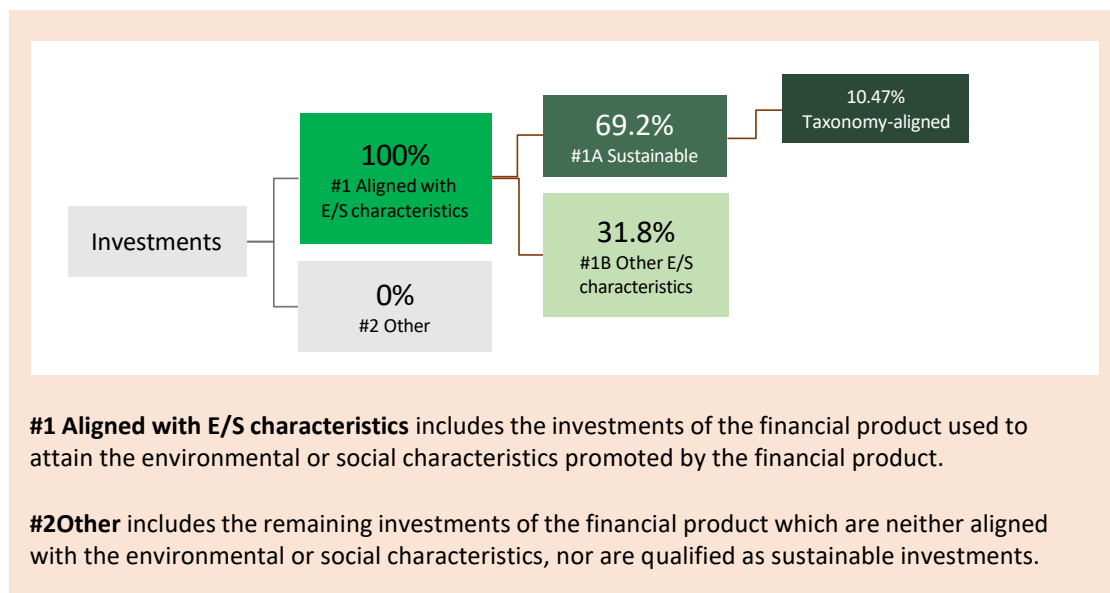 Investments
100%
#1 Aligned with
E/S characteristics
0%
#2 Other
69.2%
#1A Sustainable
31.8%
#1B Other E/S
characteristics
10.47%
Taxonomy-aligned
#1 Aligned with E/S characteristics includes the investments of the financial product used to
attain the environmental or social characteristics promoted by the financial product.
#2Other includes the remaining investments of the financial product which are neither aligned
with the environmental or social characteristics, nor are qualified as sustainable investments.